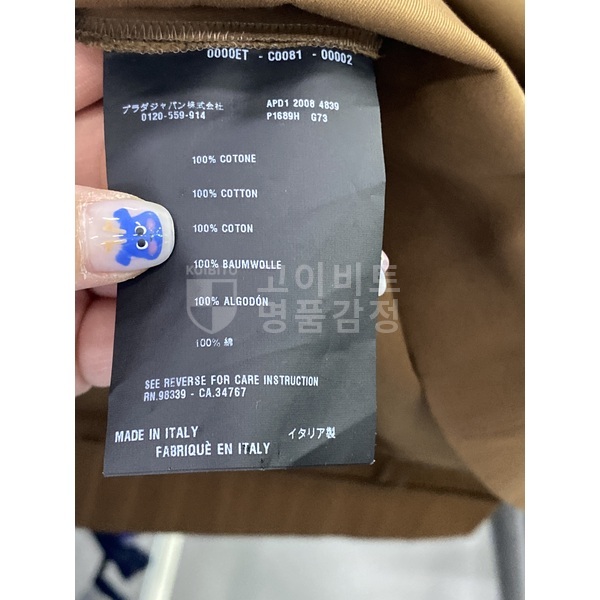 0000ET - C0081 - 00002
プラダジャパン株式会社 APD1 2008 4839
0120-559-914 P1689H G73
100% COTONE
100% COTTON
100% COTON
100% BAUMWOLLE
100% ALGODÓN
100% 綿
SEE REVERSE FOR CARE INSTRUCTION
RN.98339 - CA.34767
MADE IN ITALY イタリア製
FABRIQUÈ EN ITALY
KOIBITO
고이비토
명품감정